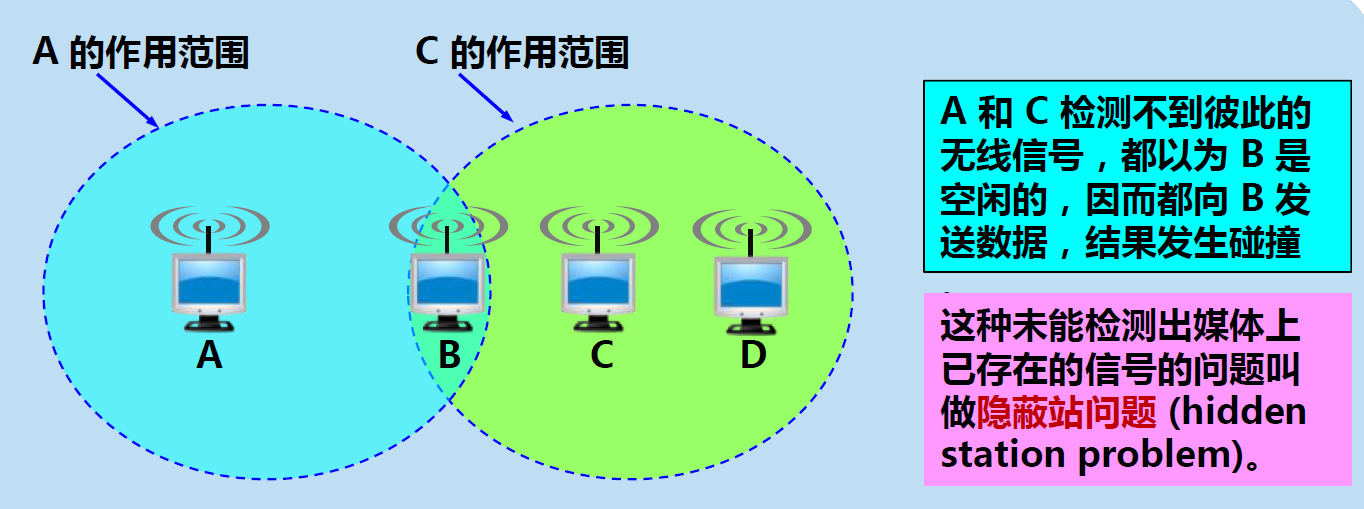 A 的作用范围
C 的作用范围
A
B
C
D
A 和 C 检测不到彼此的
无线信号，都以为 B 是
空闲的，因而都向 B 发
送数据，结果发生碰撞
。
这种未能检测出媒体上
已存在的信号的问题叫
做隐蔽站问题 (hidden
station problem)。